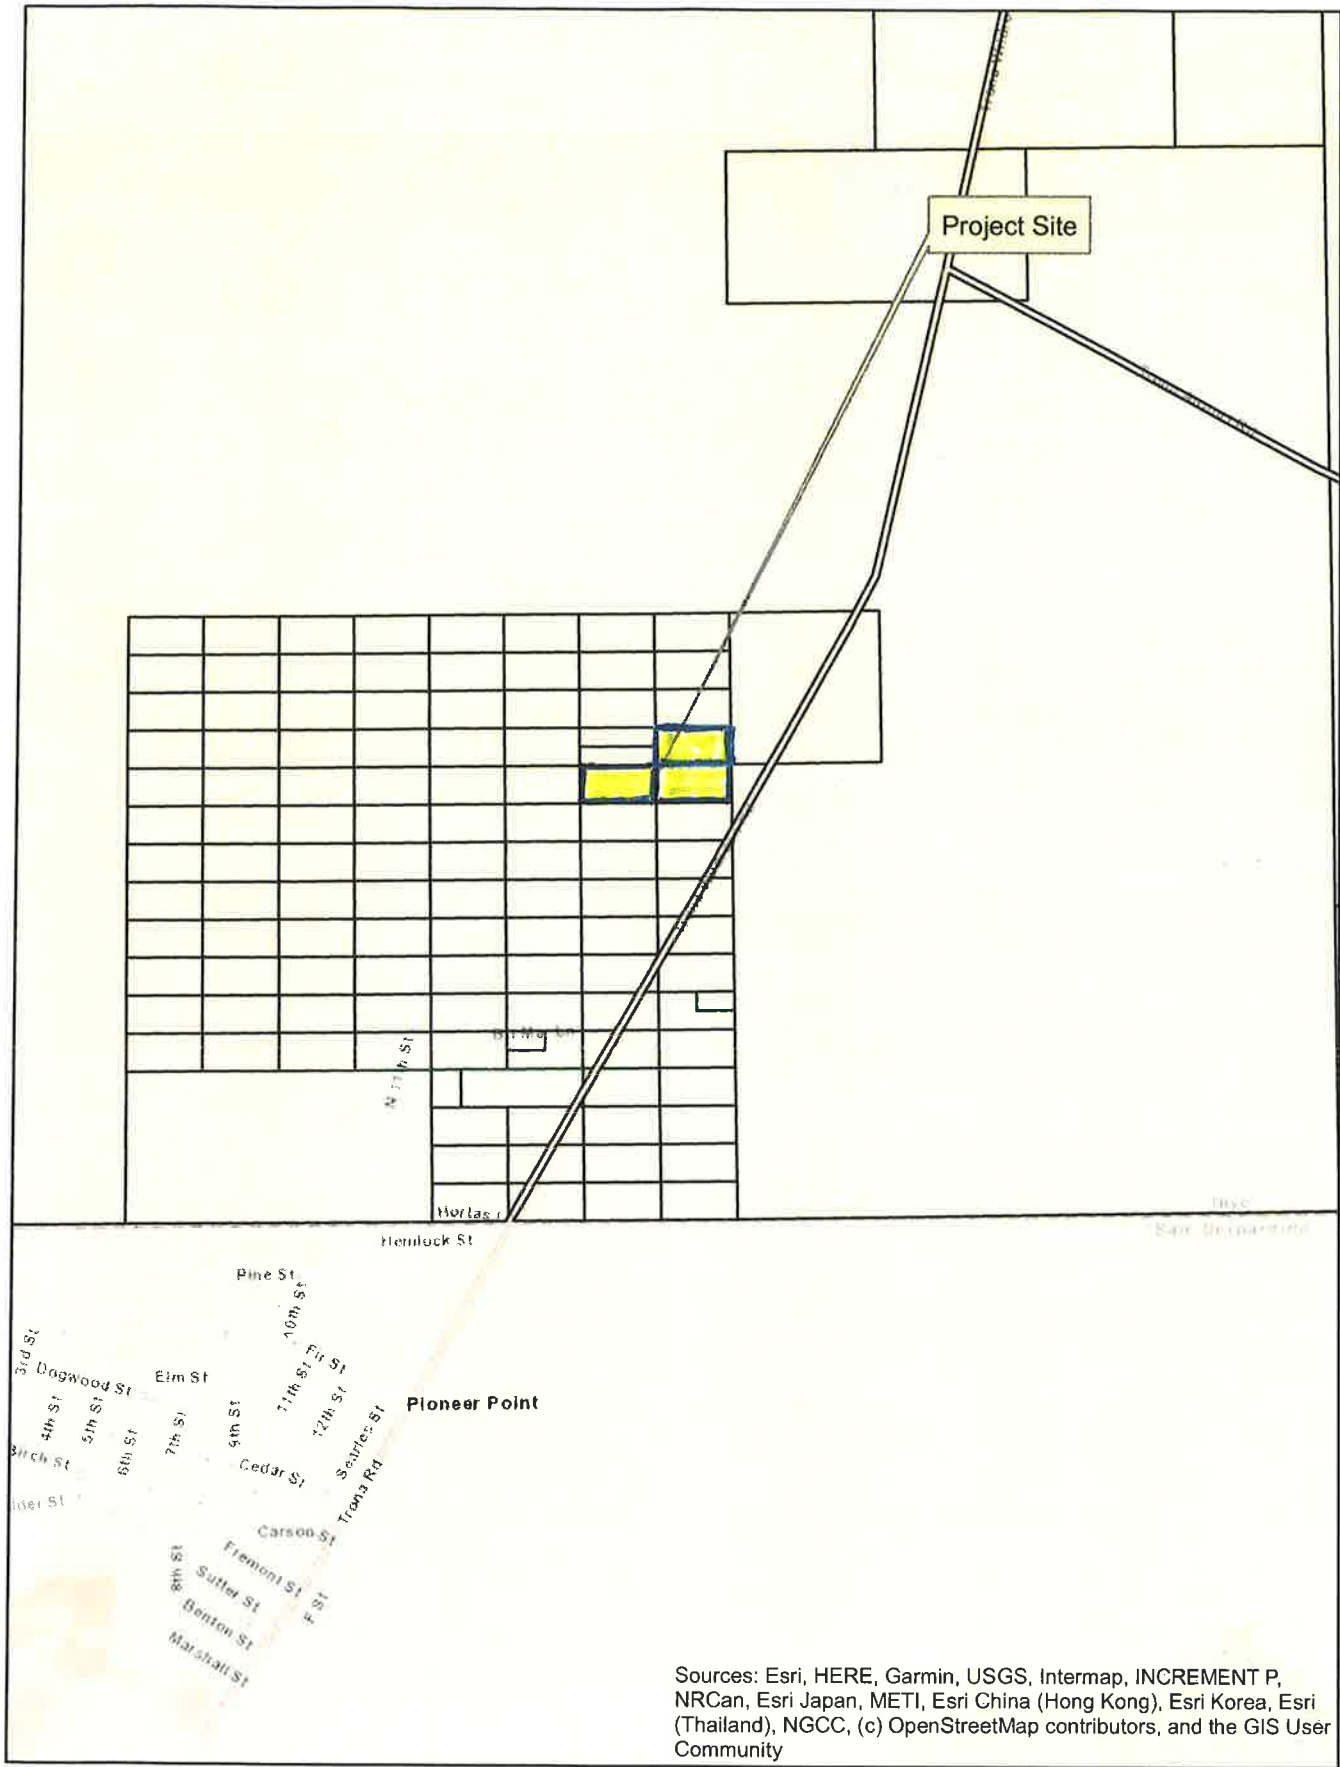 Project Site
N 11th St
Hemlock St
Pine St
10th St
3rd St
Fir St
Dogwood St
Elm St
11th St
12th St
Pioneer Point
4th St
5th St
6th St
7th St
9th St
Searles St
Birch St
Cedar St
Trona Rd
Carson St
Fremont St
8th St
Sutter St
F St
Benton St
Marshall St
Inyo
San Bernardino
Sources: Esri, HERE, Garmin, USGS, Intermap, INCREMENT P,
NRCan, Esri Japan, METI, Esri China (Hong Kong), Esri Korea, Esri
(Thailand), NGCC, (c) OpenStreetMap contributors, and the GIS User
Community